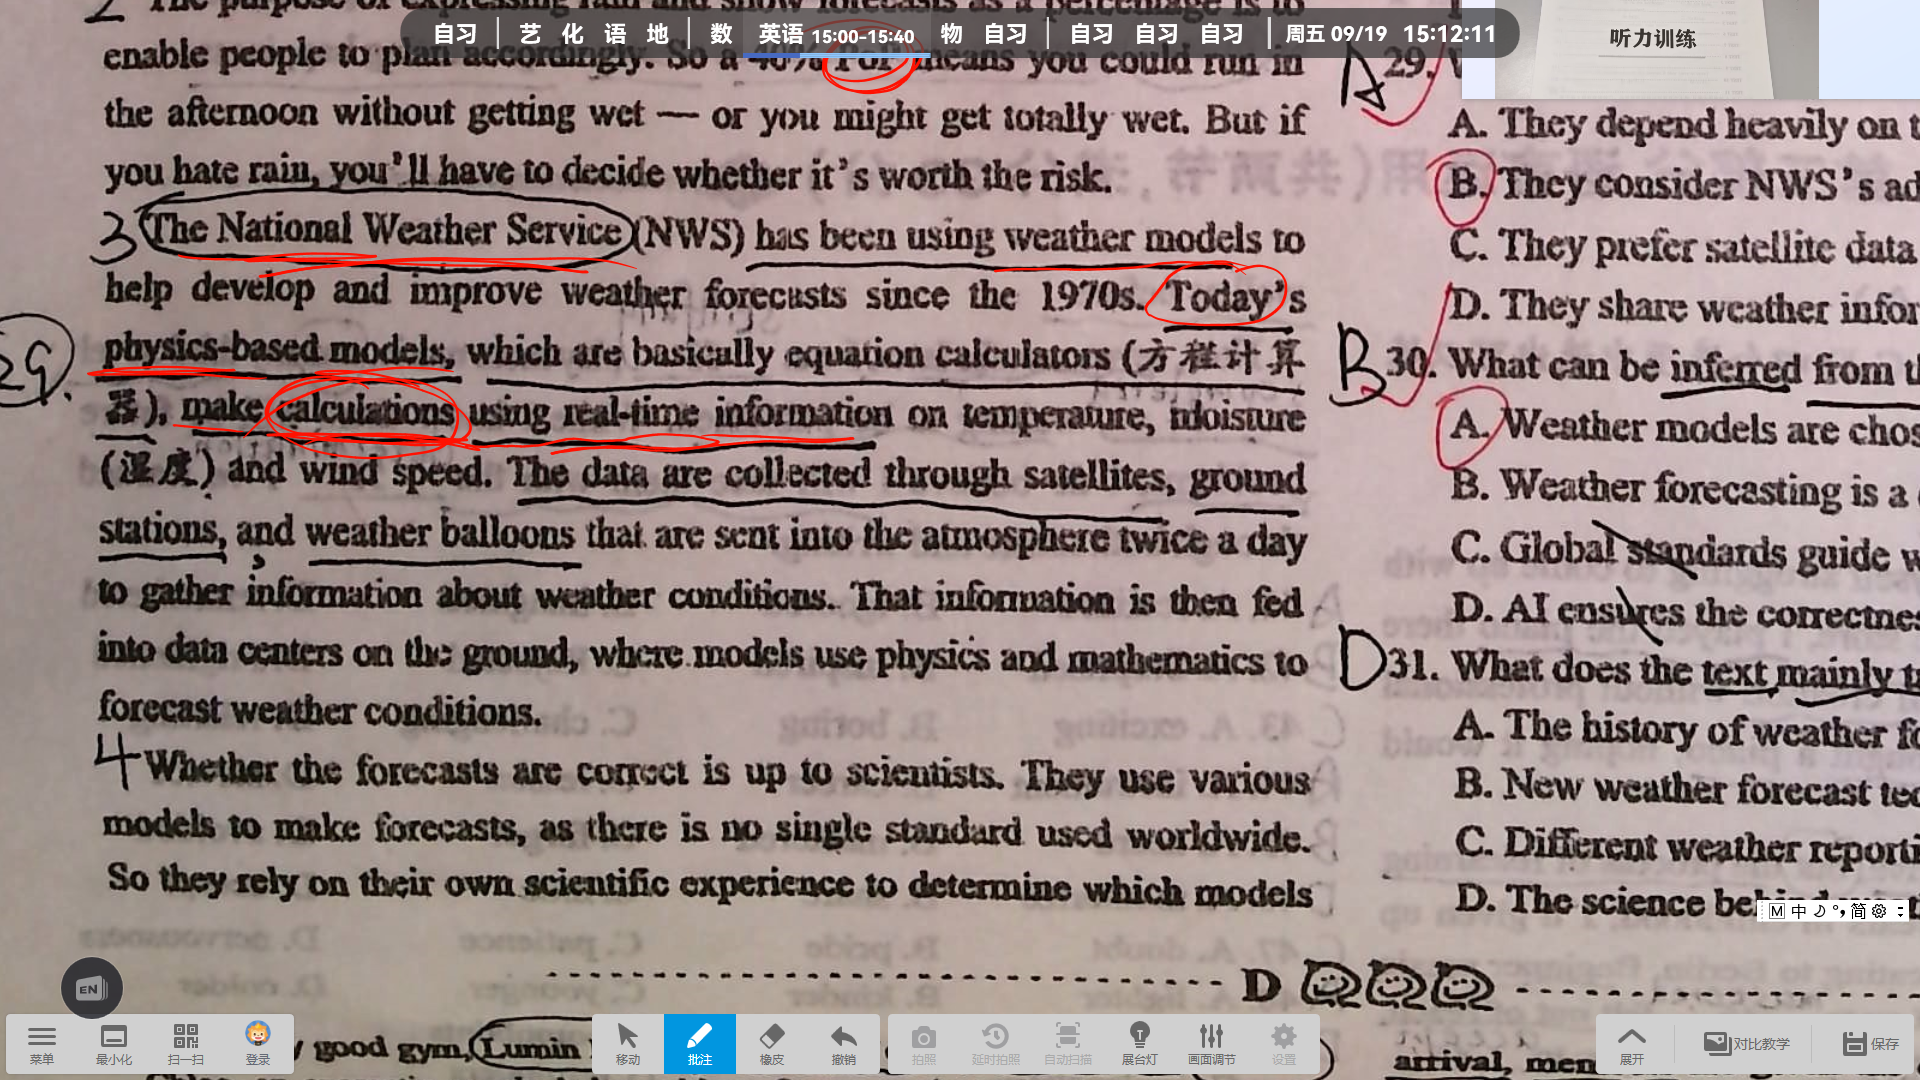 自习 | 艺 化 语 地 | 数 英语 15:00-15:40 物 自习 | 自习 自习 自习 | 周五 09/19 15:12:11
听力训练
2 The purpose of expressing rain and snow forecasts as a percentage is to
enable people to plan accordingly. So a 40% PoP means you could run in
the afternoon without getting wet — or you might get totally wet. But if
you hate rain, you'll have to decide whether it's worth the risk.
3 The National Weather Service (NWS) has been using weather models to
help develop and improve weather forecasts since the 1970s. Today's
physics-based models, which are basically equation calculators (方程计算
器), make calculations using real-time information on temperature, moisture
(湿度) and wind speed. The data are collected through satellites, ground
stations, and weather balloons that are sent into the atmosphere twice a day
to gather information about weather conditions. That information is then fed
into data centers on the ground, where models use physics and mathematics to
forecast weather conditions.
4 Whether the forecasts are correct is up to scientists. They use various
models to make forecasts, as there is no single standard used worldwide.
So they rely on their own scientific experience to determine which models
29.
A 29.
A. They depend heavily on
B. They consider NWS's
C. They prefer satellite data
D. They share weather
B 30. What can be inferred from
A. Weather models are
B. Weather forecasting is a
C. Global standards guide
D. AI ensures the
D 31. What does the text mainly
A. The history of weather
B. New weather forecast
C. Different weather
D. The science
D
good gym, Lumin
arrival,
M 中 简
EN
菜单 最小化 扫一扫 登录
移动 批注 橡皮 撤销
拍照 延时拍照 自动扫描 展台灯 画面调节 设置
展开 对比教学 保存